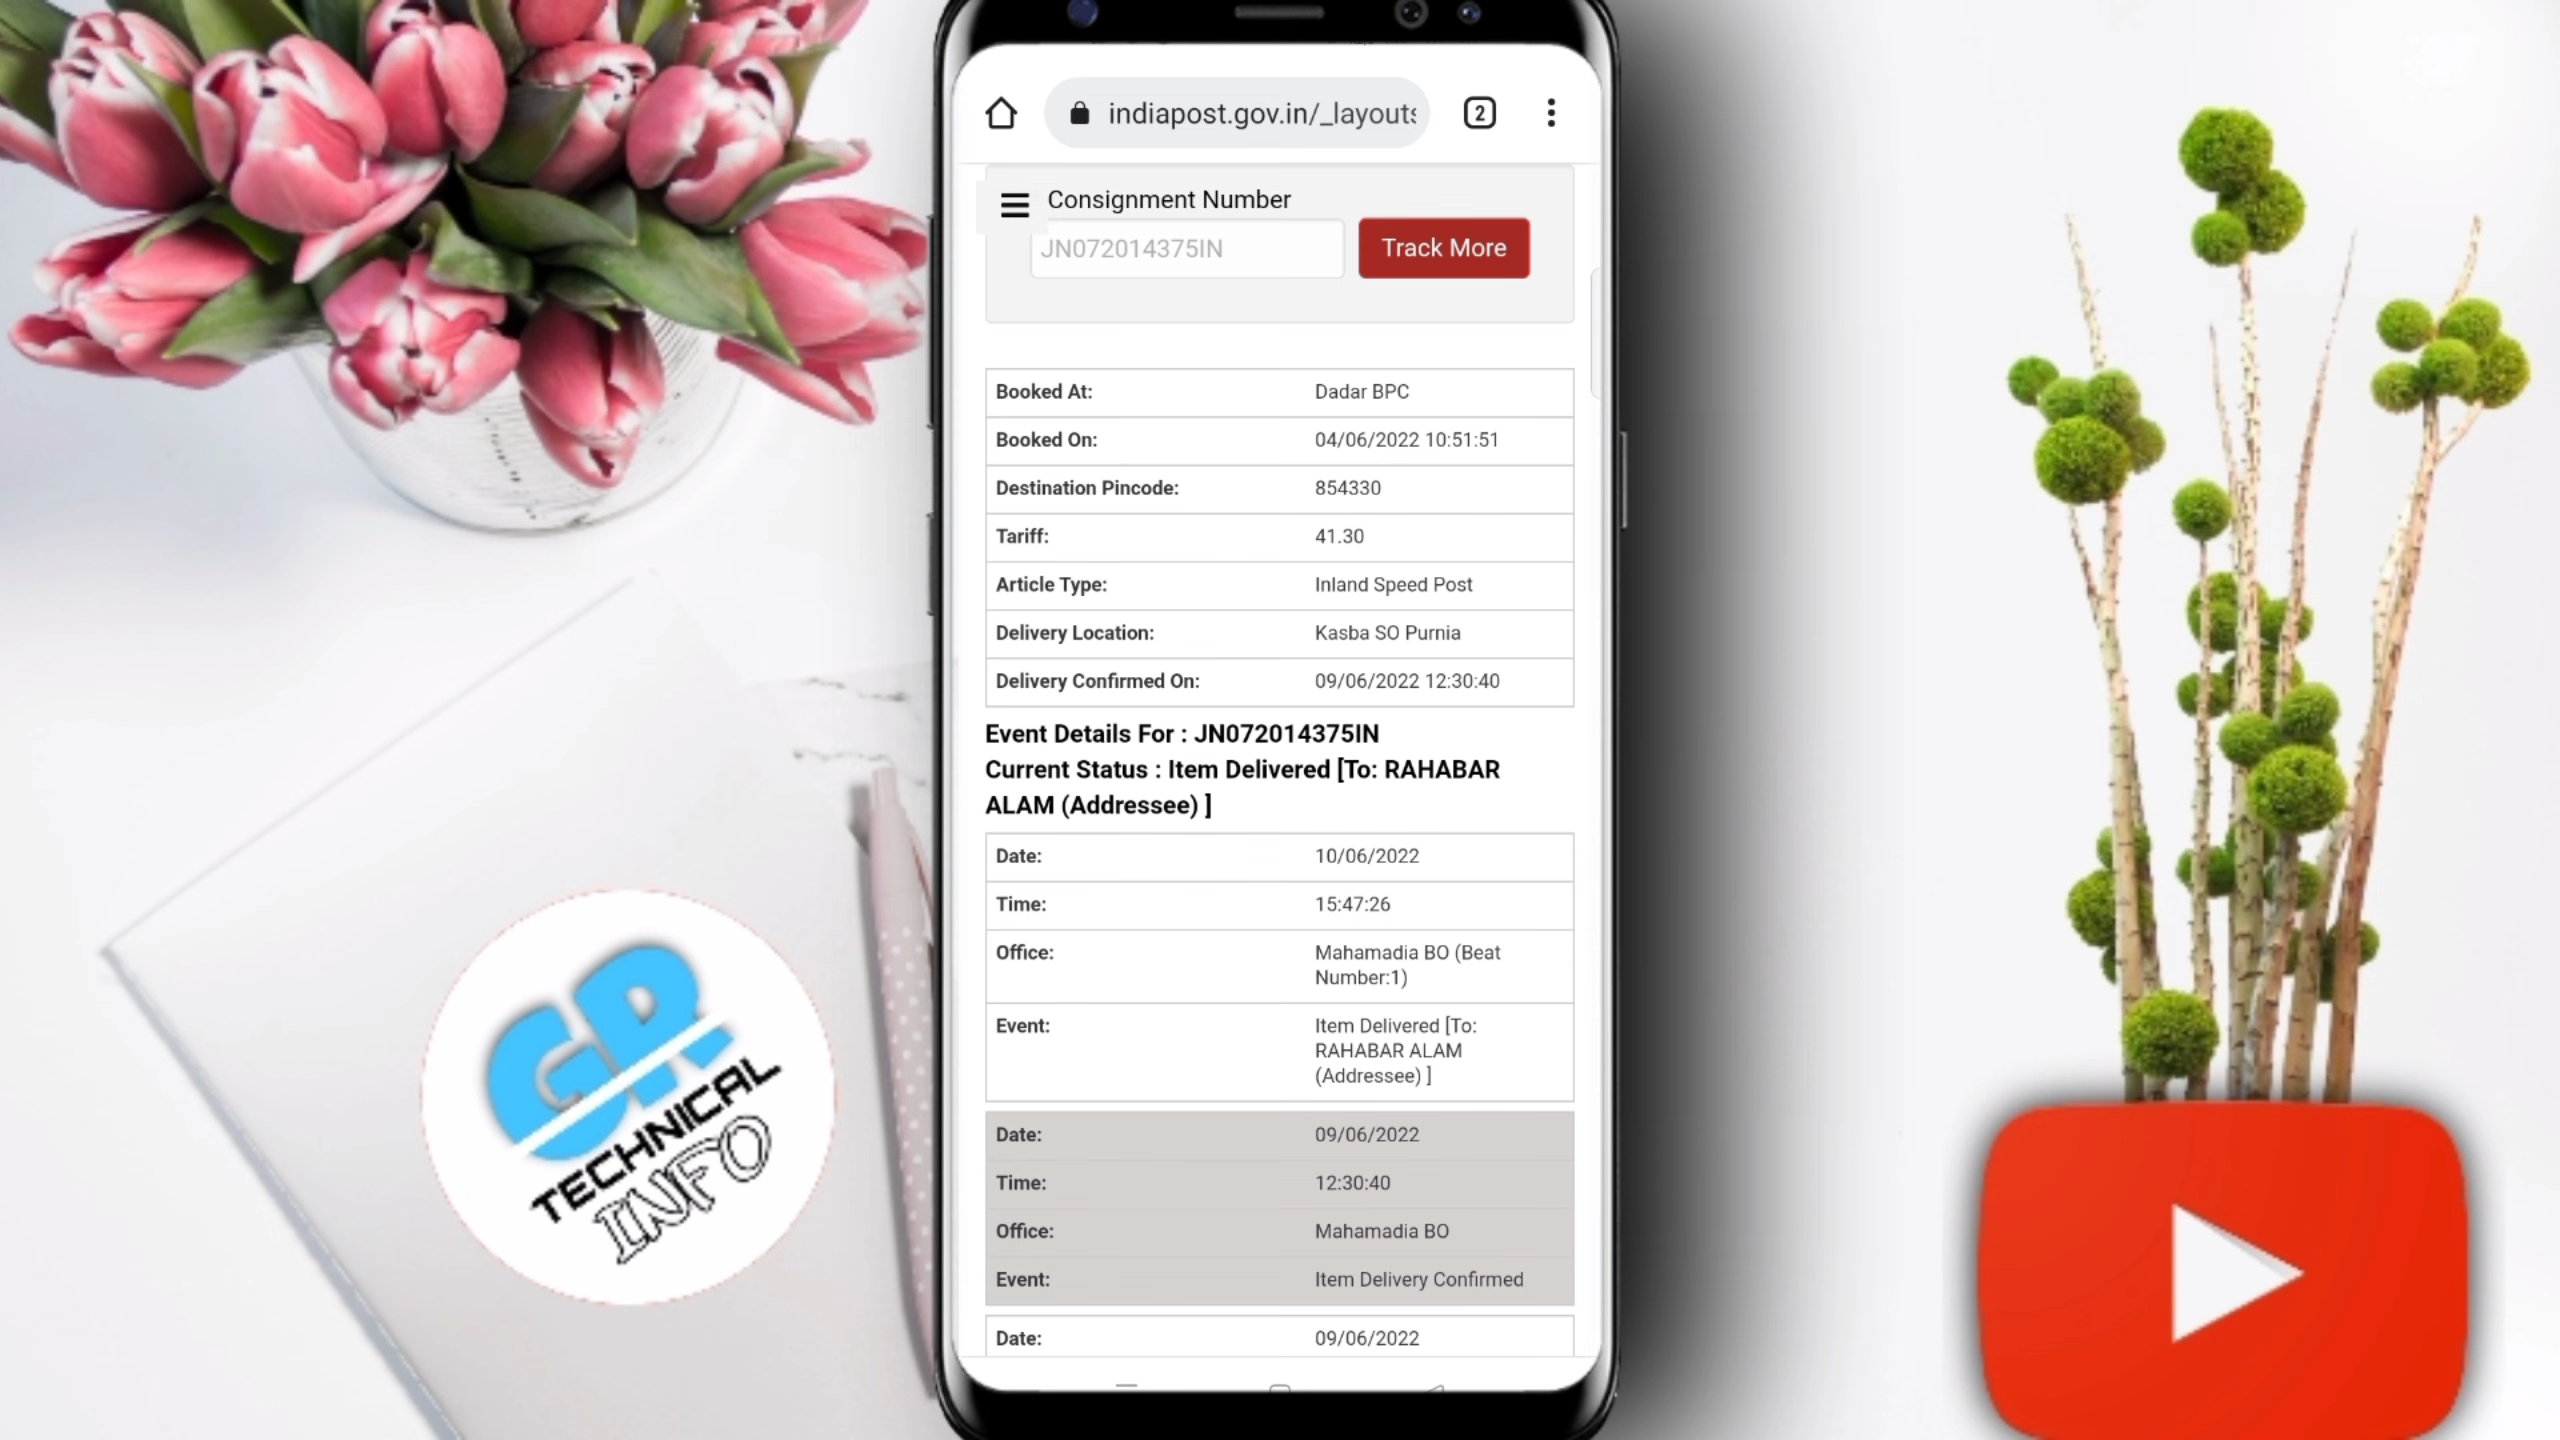 indiapost.gov.in/_layouts
2
Consignment Number
JN072014375IN
Track More
Booked At: Dadar BPC
Booked On: 04/06/2022 10:51:51
Destination Pincode: 854330
Tariff: 41.30
Article Type: Inland Speed Post
Delivery Location: Kasba SO Purnia
Delivery Confirmed On: 09/06/2022 12:30:40
Event Details For : JN072014375IN
Current Status : Item Delivered [To: RAHABAR
ALAM (Addressee) ]
Date: 10/06/2022
Time: 15:47:26
Office: Mahamadia BO (Beat
Number:1)
Event: Item Delivered [To:
RAHABAR ALAM
(Addressee) ]
Date: 09/06/2022
Time: 12:30:40
Office: Mahamadia BO
Event: Item Delivery Confirmed
Date: 09/06/2022
GR
TECHNICAL
INFO